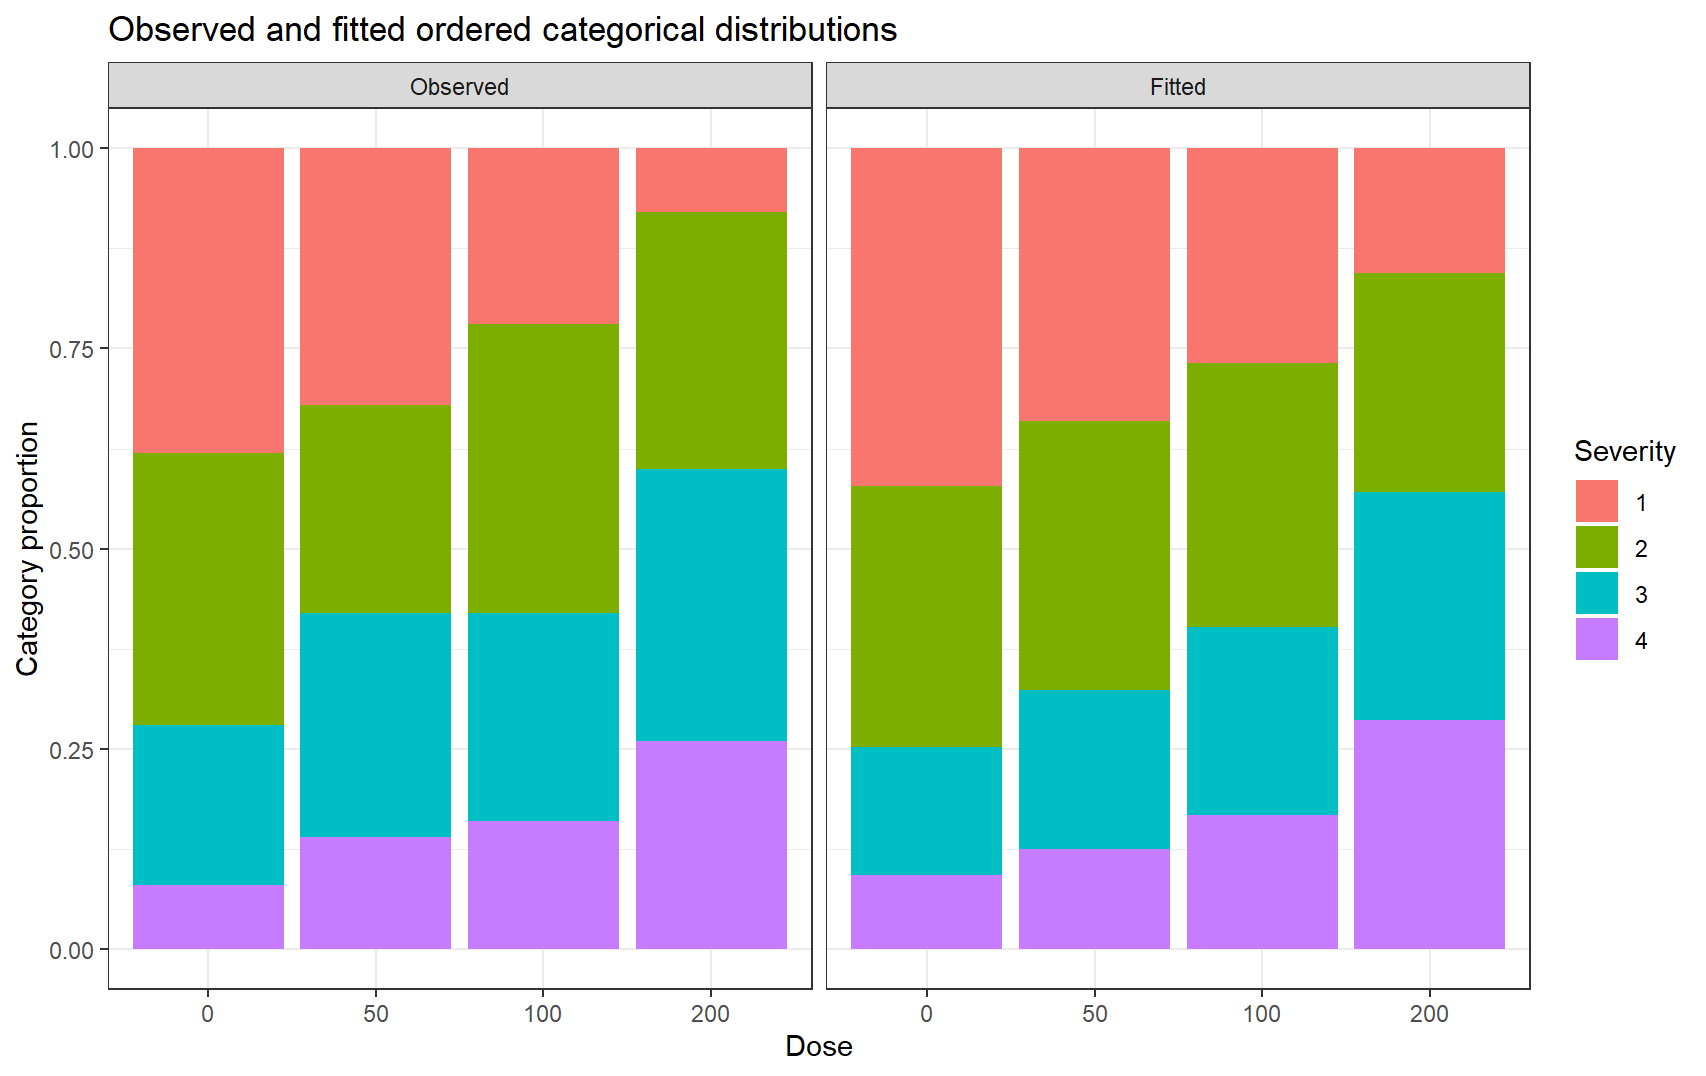 Observed and fitted ordered categorical distributions
Observed
Fitted
1.00
0.75
0.50
0.25
0.00
Category proportion
0
50
100
200
0
50
100
200
Dose
Severity
1
2
3
4